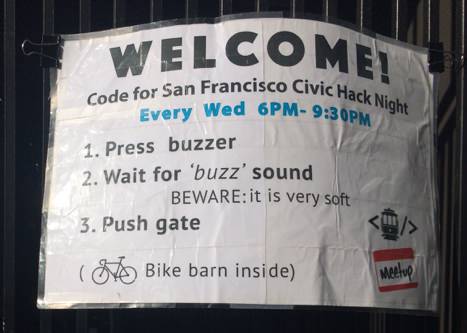 WELCOME!
Code for San Francisco Civic Hack Night
Every Wed 6PM- 9:30PM
1. Press buzzer
2. Wait for 'buzz' sound
BEWARE: it is very soft
3. Push gate
< />
(Bike barn inside)
Meetup